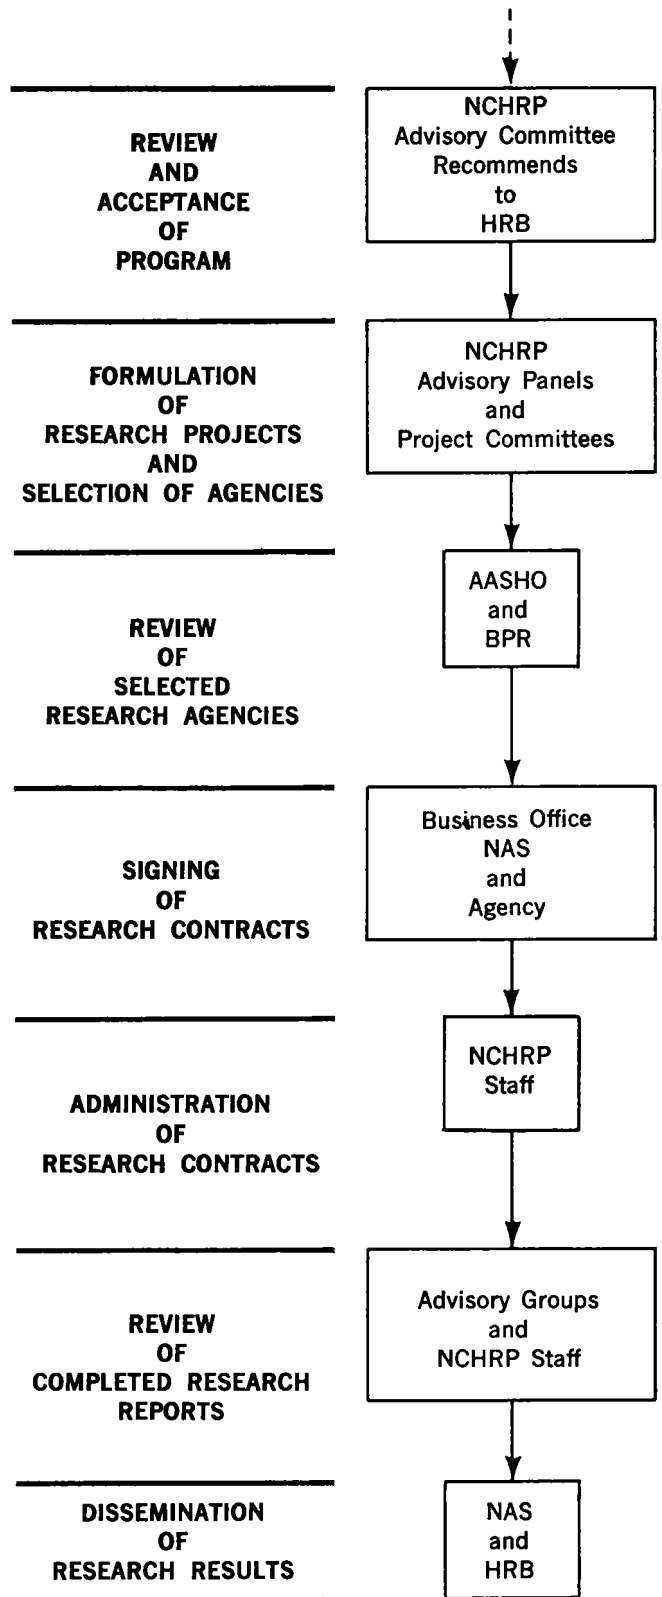 REVIEW
AND
ACCEPTANCE
OF
PROGRAM
NCHRP
Advisory Committee
Recommends
to
HRB
FORMULATION
OF
RESEARCH PROJECTS
AND
SELECTION OF AGENCIES
NCHRP
Advisory Panels
and
Project Committees
REVIEW
OF
SELECTED
RESEARCH AGENCIES
AASHO
and
BPR
SIGNING
OF
RESEARCH CONTRACTS
Business Office
NAS
and
Agency
ADMINISTRATION
OF
RESEARCH CONTRACTS
NCHRP
Staff
REVIEW
OF
COMPLETED RESEARCH
REPORTS
Advisory Groups
and
NCHRP Staff
DISSEMINATION
OF
RESEARCH RESULTS
NAS
and
HRB